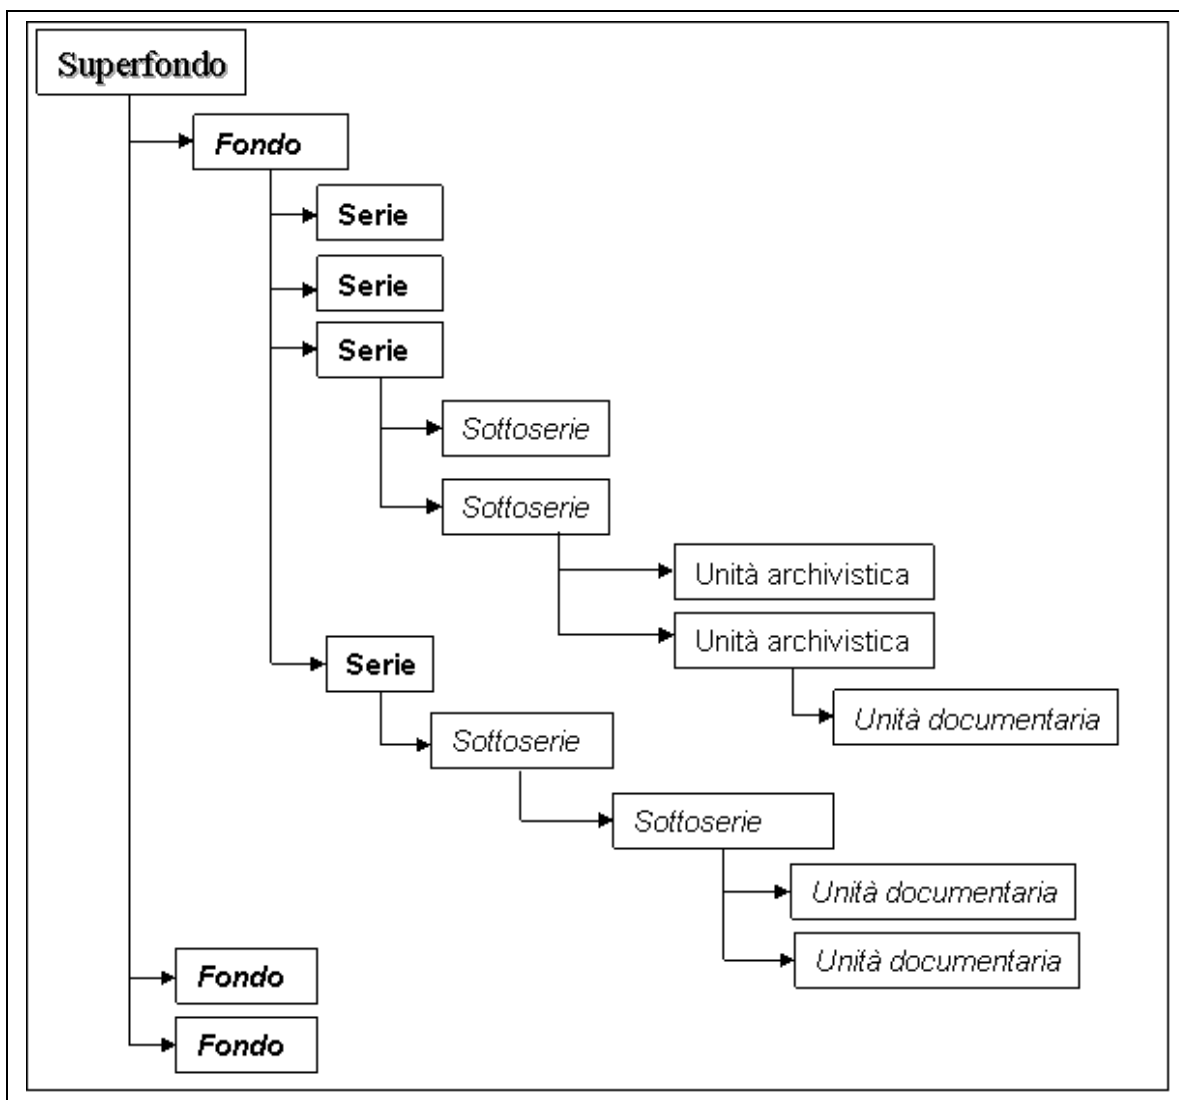 Superfondo
Fondo
Serie
Serie
Serie
Sottoserie
Sottoserie
Unità archivistica
Unità archivistica
Serie
Unità documentaria
Sottoserie
Sottoserie
Unità documentaria
Unità documentaria
Fondo
Fondo